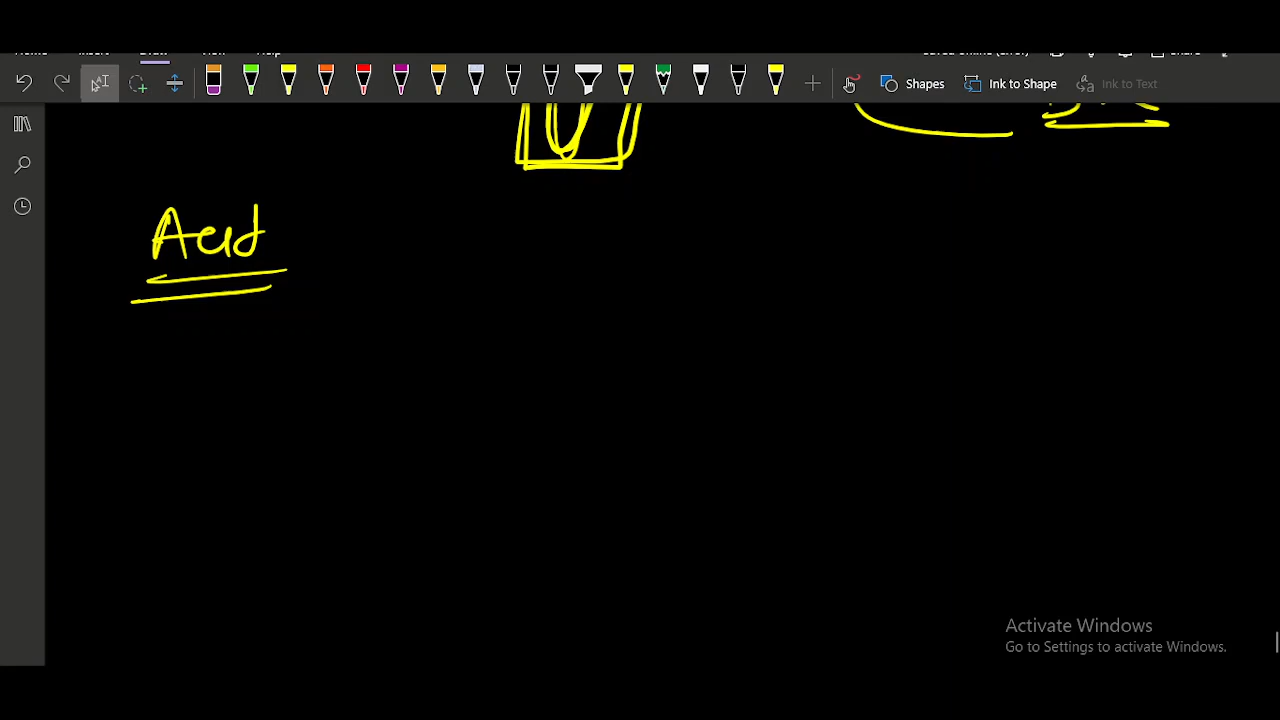 Shapes Ink to Shape Ink to Text
Acid
Activate Windows
Go to Settings to activate Windows.